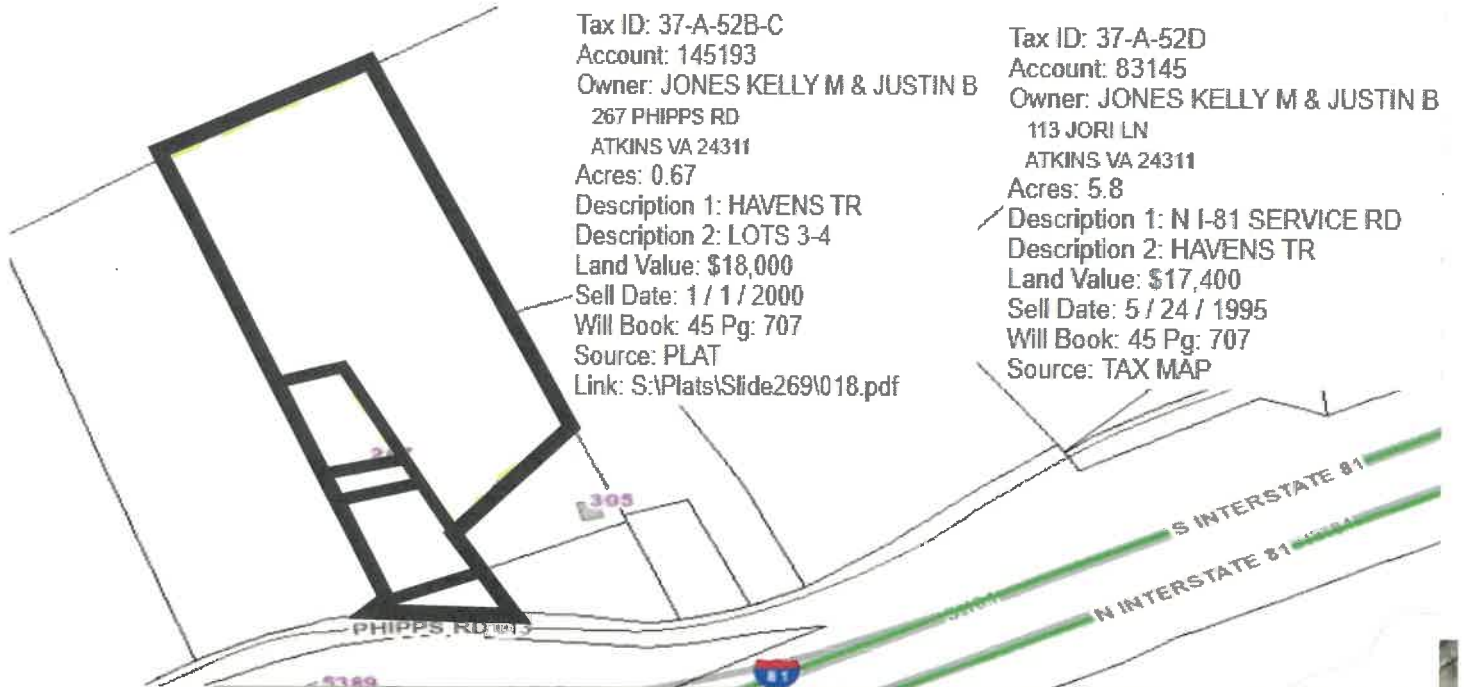 Tax ID: 37-A-52B-C
Account: 145193
Owner: JONES KELLY M & JUSTIN B
267 PHIPPS RD
ATKINS VA 24311
Acres: 0.67
Description 1: HAVENS TR
Description 2: LOTS 3-4
Land Value: $18,000
Sell Date: 1 / 1 / 2000
Will Book: 45 Pg: 707
Source: PLAT
Link: S:\Plats\Slide269\018.pdf
Tax ID: 37-A-52D
Account: 83145
Owner: JONES KELLY M & JUSTIN B
113 JORI LN
ATKINS VA 24311
Acres: 5.8
Description 1: N I-81 SERVICE RD
Description 2: HAVENS TR
Land Value: $17,400
Sell Date: 5 / 24 / 1995
Will Book: 45 Pg: 707
Source: TAX MAP
305
S INTERSTATE 81
N INTERSTATE 81
PHIPPS RD
81